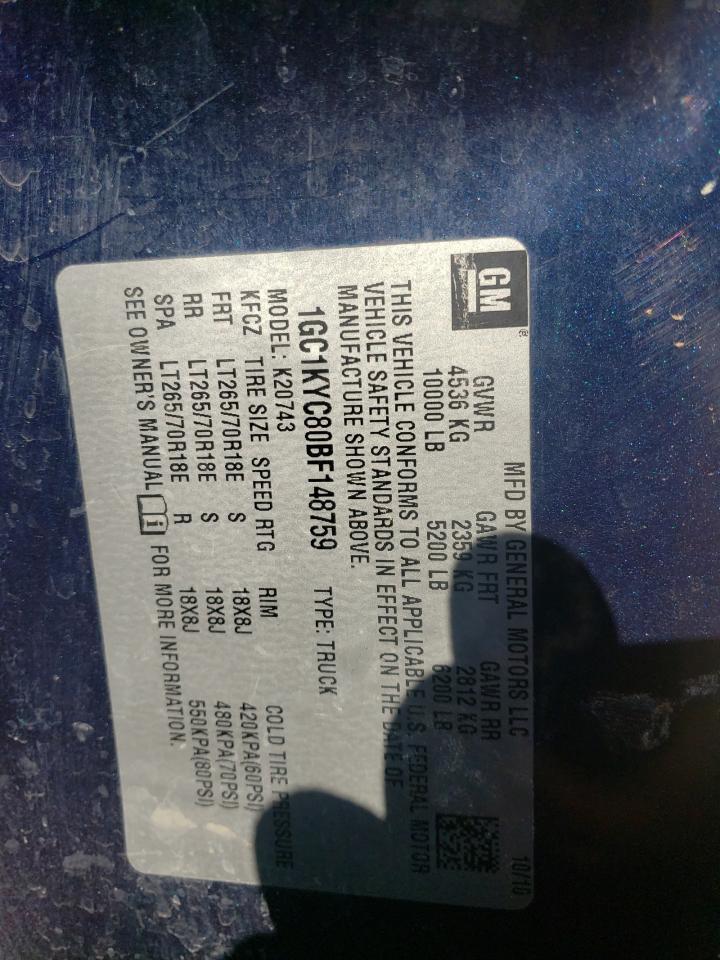 GM®
MFD BY GENERAL MOTORS LLC 10/10
GVWR GAWR FRT GAWR RR
4536 KG 2359 KG 2812 KG
10000 LB 5200 LB 6200 LB
THIS VEHICLE CONFORMS TO ALL APPLICABLE U.S. FEDERAL MOTOR
VEHICLE SAFETY STANDARDS IN EFFECT ON THE DATE OF
MANUFACTURE SHOWN ABOVE.
1GC1KYC80BF148759 TYPE: TRUCK
MODEL: K20743
KFCZ TIRE SIZE SPEED RTG RIM COLD TIRE PRESSURE
FRT LT265/70R18E S 18X8J 420KPA(60PSI)
RR LT265/70R18E S 18X8J 480KPA(70PSI)
SPA LT265/70R18E R 18X8J 550KPA(80PSI)
SEE OWNER'S MANUAL FOR MORE INFORMATION.